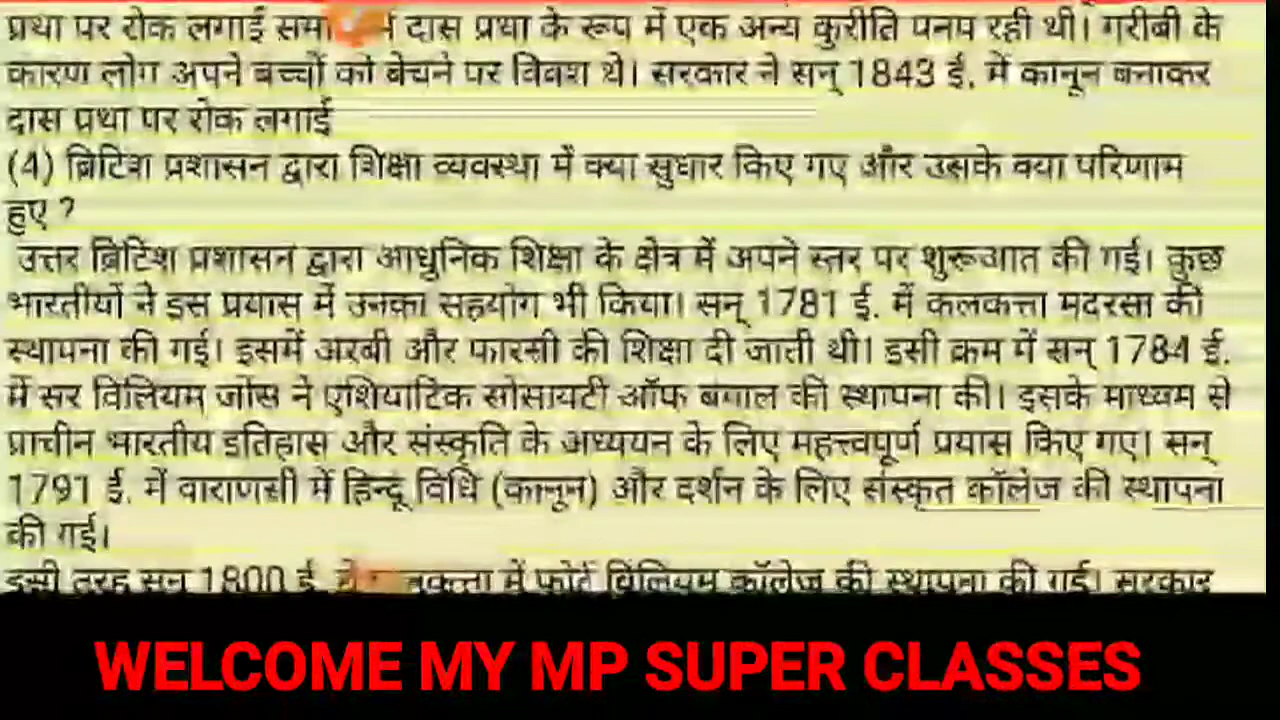 प्रथा पर रोक लगाई दास प्रथा के रूप में एक अन्य कुरीति पनप रही थी। गरीबी के
कारण लोग अपने बच्चों को बेचने पर विवश थे। सरकार ने सन् 1843 ई. में कानून बनाकर
दास प्रथा पर रोक लगाई
(4) ब्रिटिश प्रशासन द्वारा शिक्षा व्यवस्था में क्या सुधार किए गए और उसके क्या परिणाम
हुए ?
उत्तर ब्रिटिश प्रशासन द्वारा आधुनिक शिक्षा के क्षेत्र में अपने स्तर पर शुरूआत की गई। कुछ
भारतीयों ने इस प्रयास में उनका सहयोग भी किया। सन् 1781 ई. में कलकत्ता मदरसा की
स्थापना की गई। इसमें अरबी और फारसी की शिक्षा दी जाती थी। इसी क्रम में सन् 1784 ई.
में सर विलियम जोंस ने एशियाटिक सोसायटी ऑफ बंगाल की स्थापना की। इसके माध्यम से
प्राचीन भारतीय इतिहास और संस्कृति के अध्ययन के लिए महत्त्वपूर्ण प्रयास किए गए। सन्
1791 ई. में वाराणसी में हिन्दू विधि (कानून) और दर्शन के लिए संस्कृत कॉलेज की स्थापना
की गई।
इसी तरह सन् 1800 ई. में में फोर्ट विलियम कॉलेज की स्थापना की गई। सरकार
WELCOME MY MP SUPER CLASSES